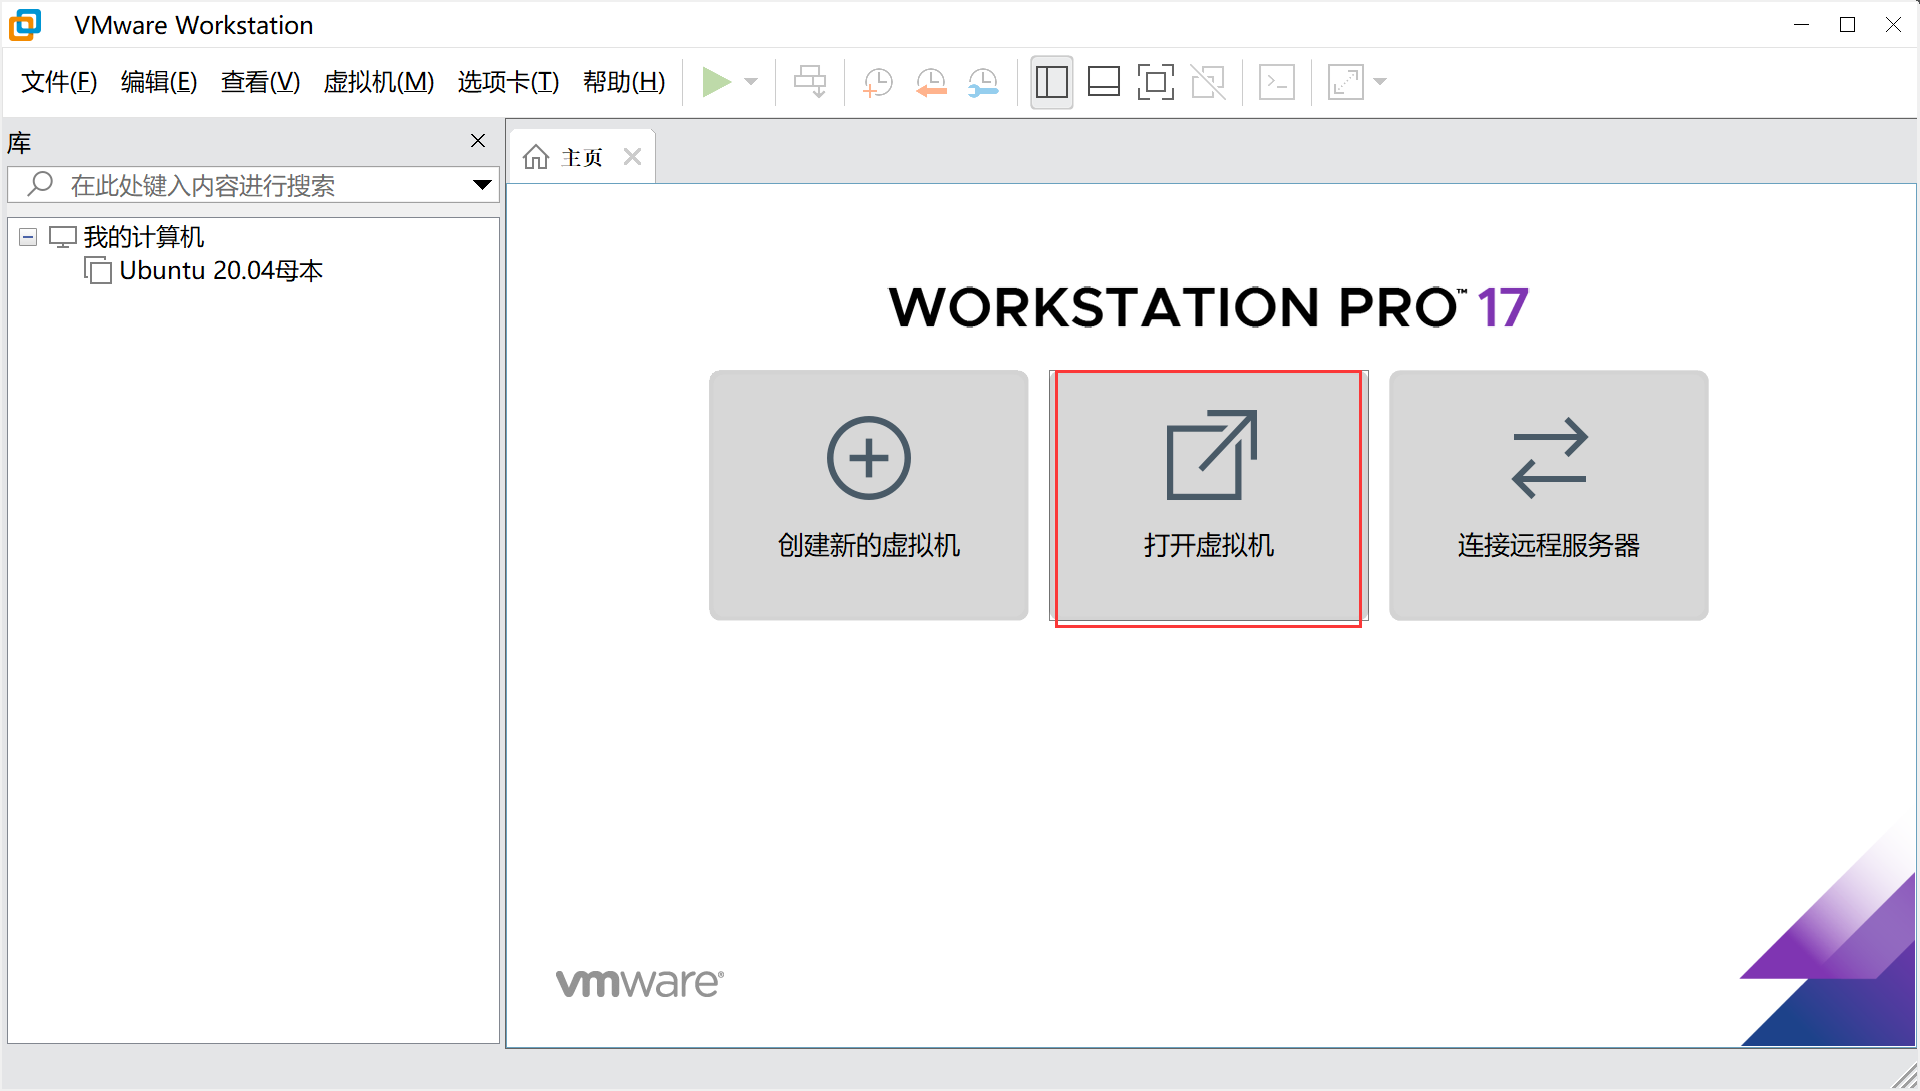 VMware Workstation
文件(F) 编辑(E) 查看(V) 虚拟机(M) 选项卡(T) 帮助(H)
库
在此处键入内容进行搜索
我的计算机
Ubuntu 20.04母本
主页
WORKSTATION PRO™ 17
创建新的虚拟机
打开虚拟机
连接远程服务器
vmware®